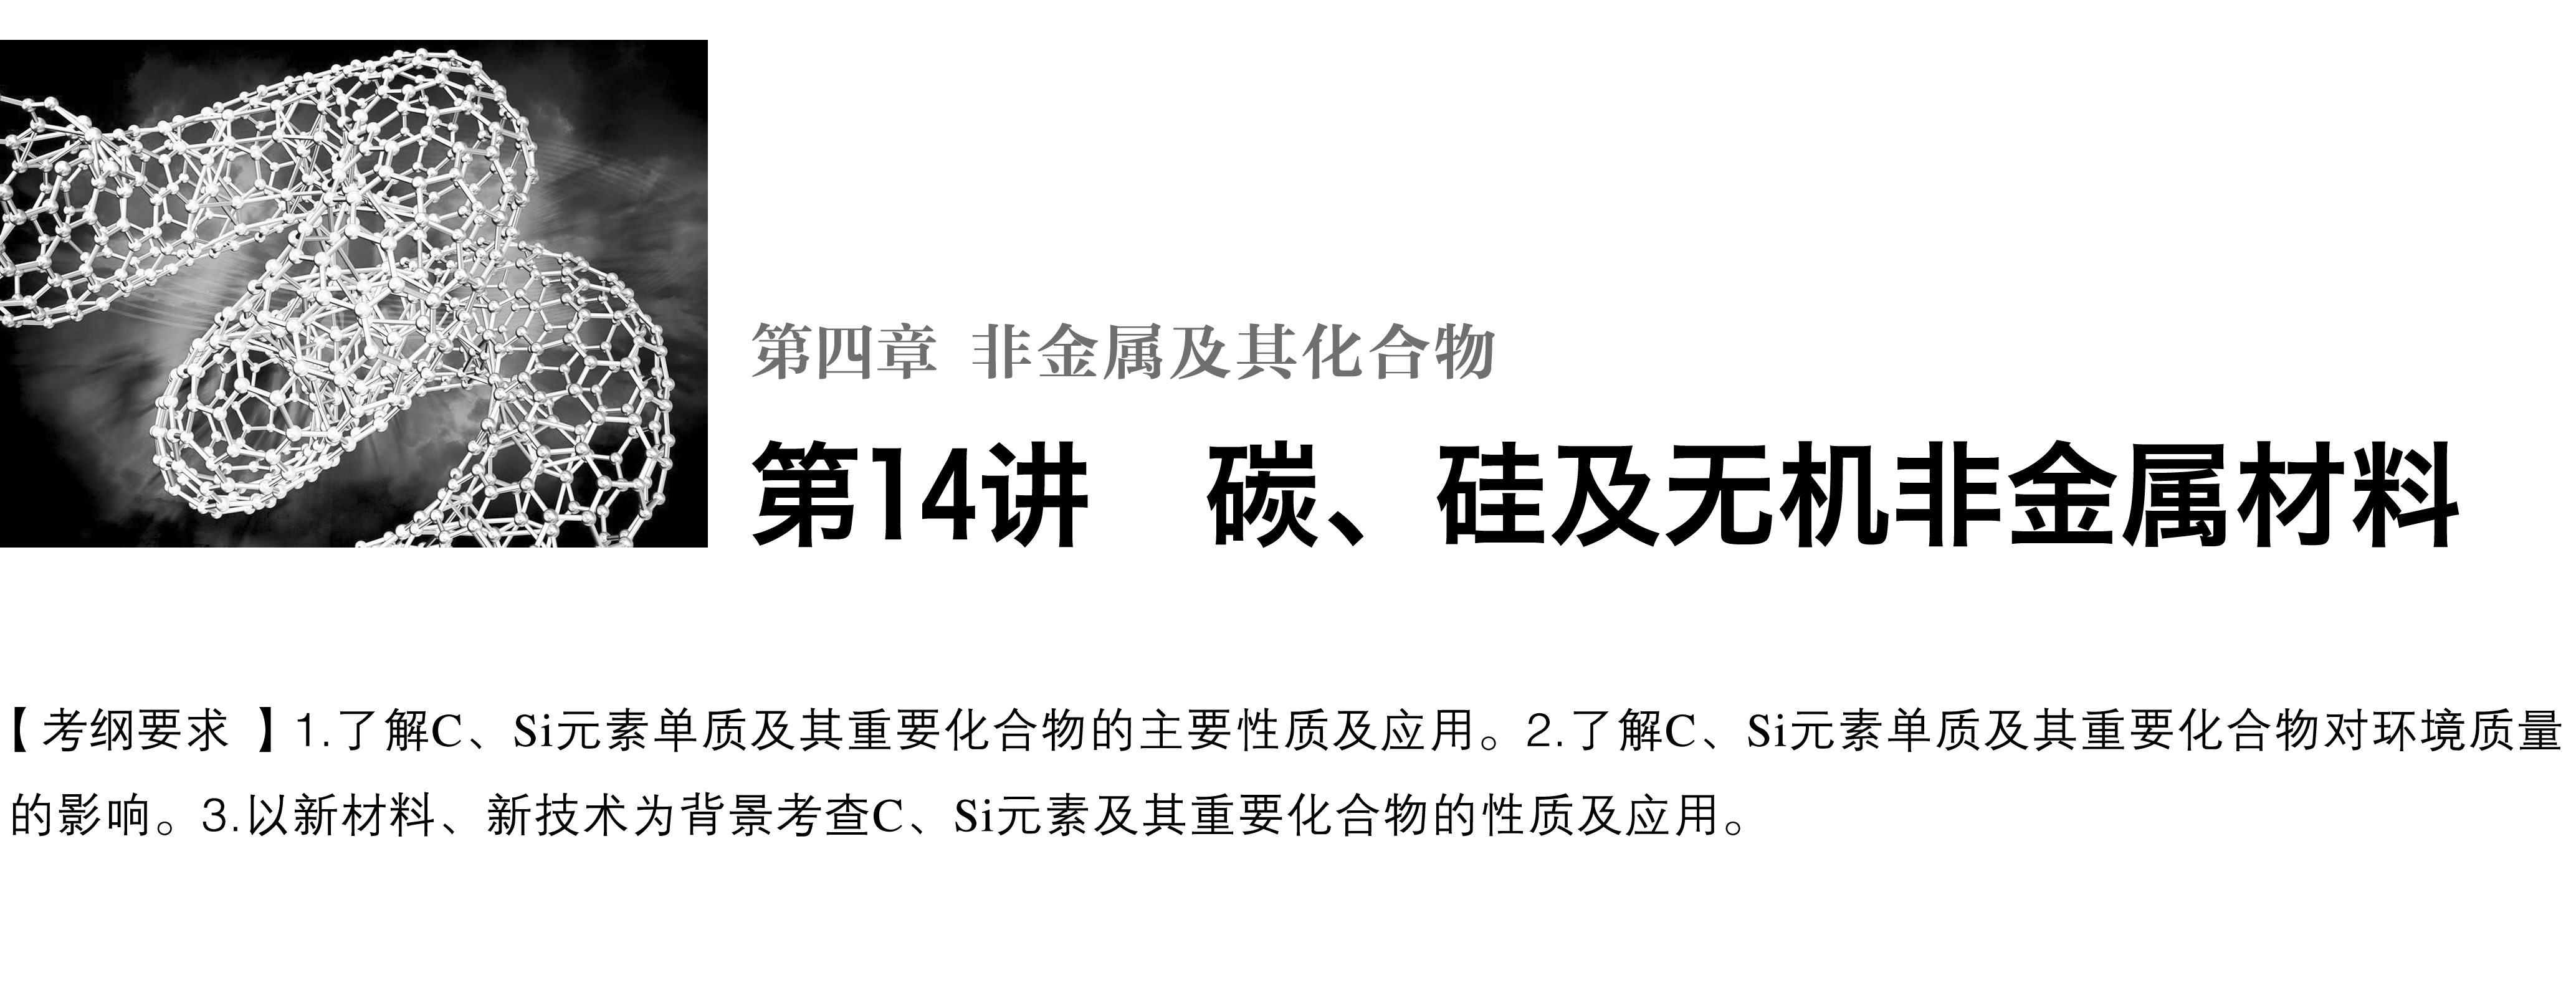 第四章 非金属及其化合物
第14讲　碳、硅及无机非金属材料
【 考纲要求 】1.了解C、Si元素单质及其重要化合物的主要性质及应用。2.了解C、Si元素单质及其重要化合物对环境质量
的影响。3.以新材料、新技术为背景考查C、Si元素及其重要化合物的性质及应用。